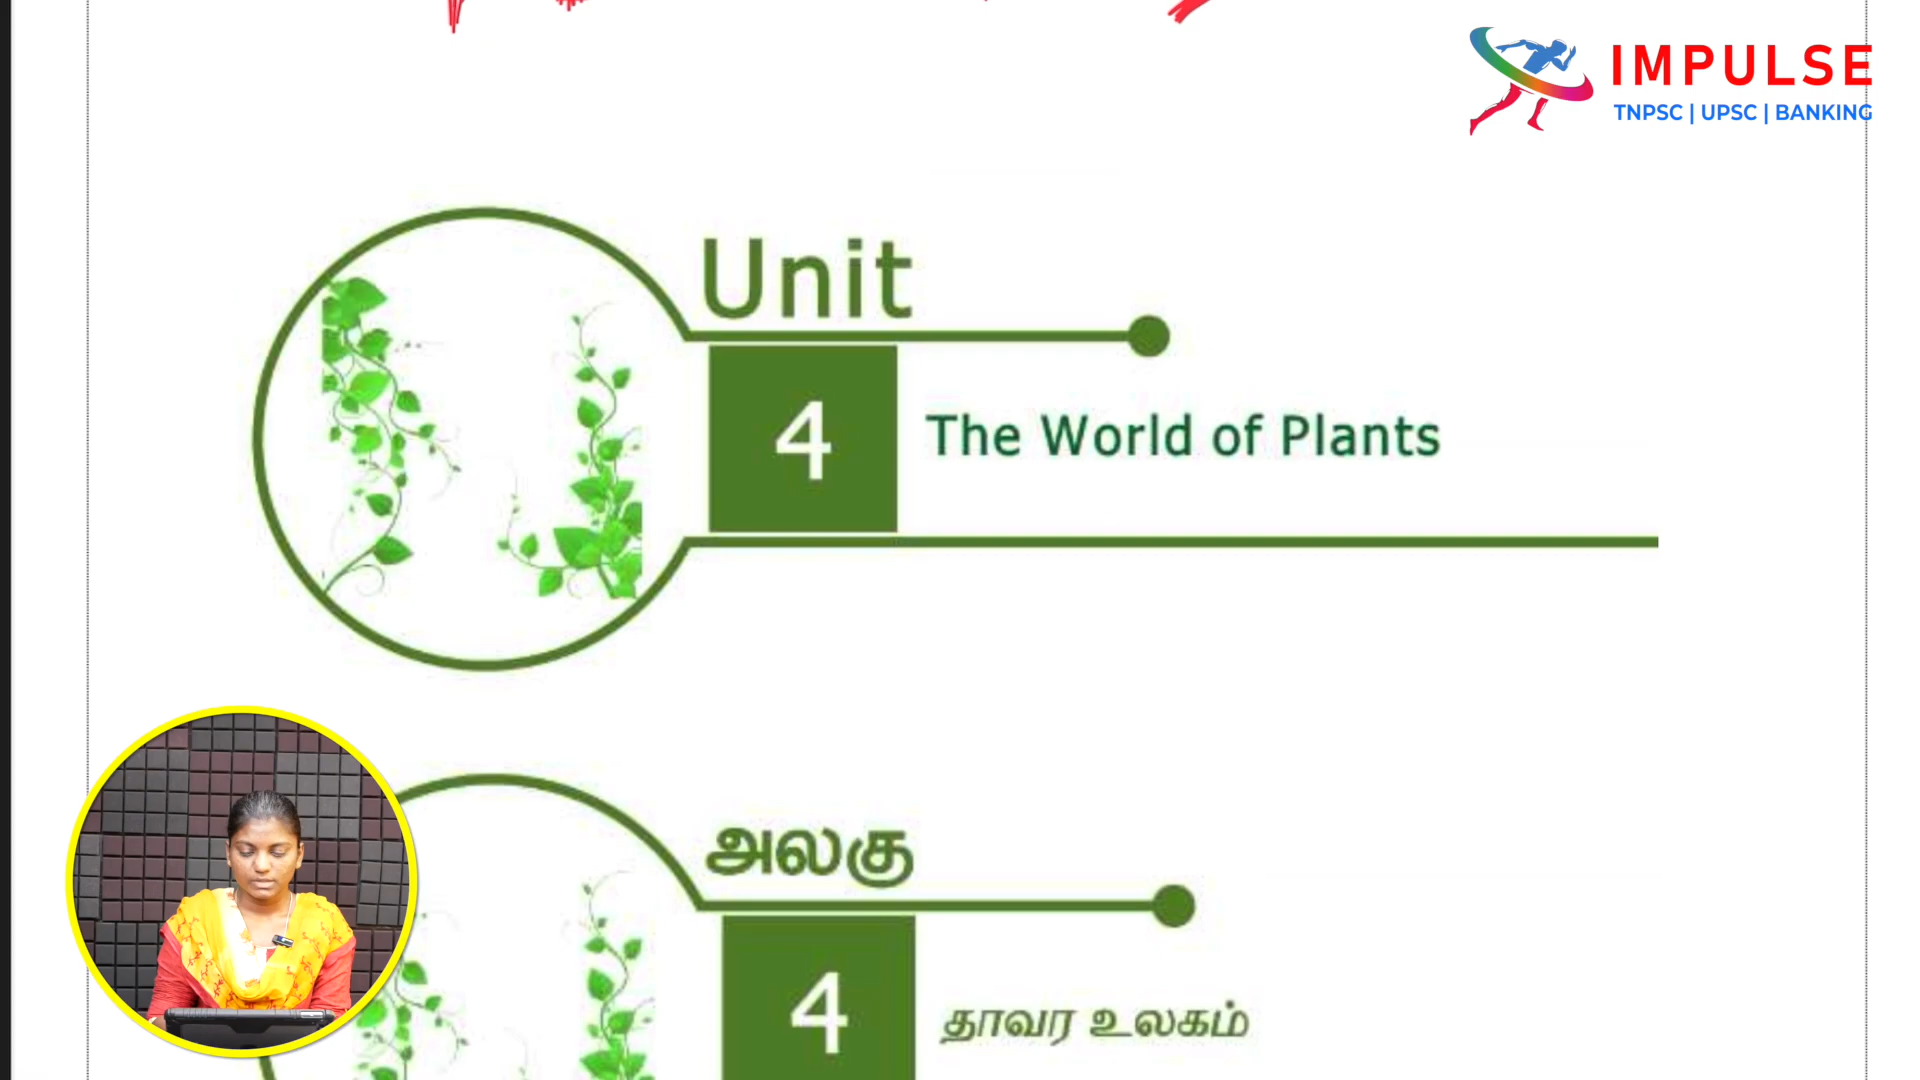 IMPULSE
TNPSC | UPSC | BANKING
Unit
4
The World of Plants
அலகு
4
தாவர உலகம்